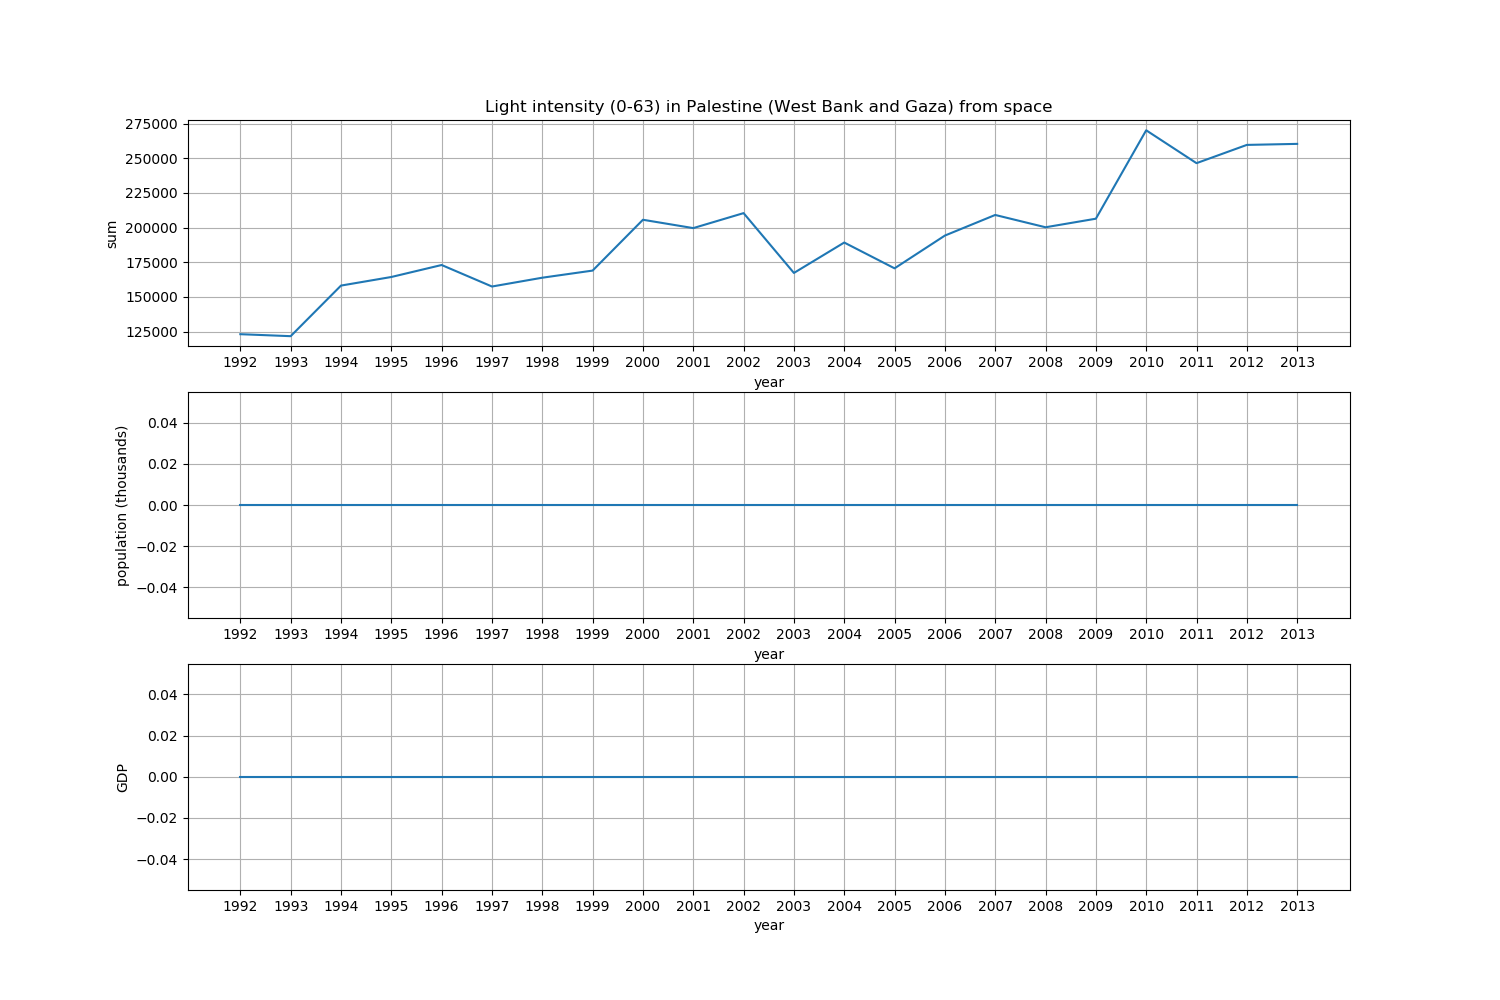 Light intensity (0-63) in Palestine (West Bank and Gaza) from space
275000
250000
225000
200000
175000
150000
125000
sum
1992 1993 1994 1995 1996 1997 1998 1999 2000 2001 2002 2003 2004 2005 2006 2007 2008 2009 2010 2011 2012 2013
year
0.04
0.02
0.00
−0.02
−0.04
population (thousands)
1992 1993 1994 1995 1996 1997 1998 1999 2000 2001 2002 2003 2004 2005 2006 2007 2008 2009 2010 2011 2012 2013
year
0.04
0.02
0.00
−0.02
−0.04
GDP
1992 1993 1994 1995 1996 1997 1998 1999 2000 2001 2002 2003 2004 2005 2006 2007 2008 2009 2010 2011 2012 2013
year